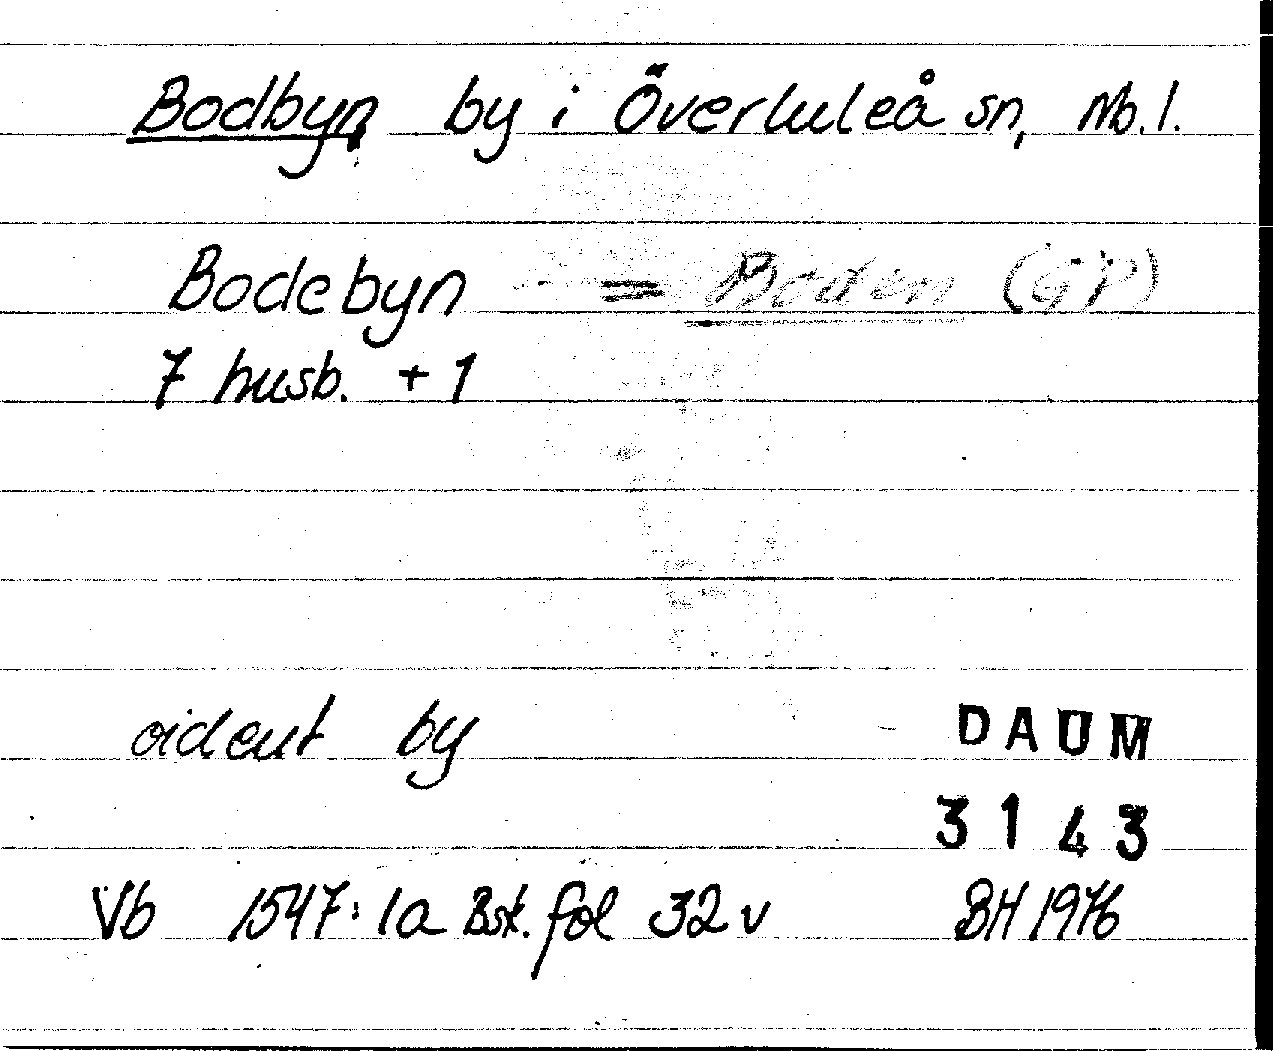 Bodbyn, by i Överluleå sn, Nb. l.
Bodebyn = Boden (GP)
7 husb. + 1
oident by
DAUM
3143
Vb 1547:1a Bsk. fol 32 v BH 1976